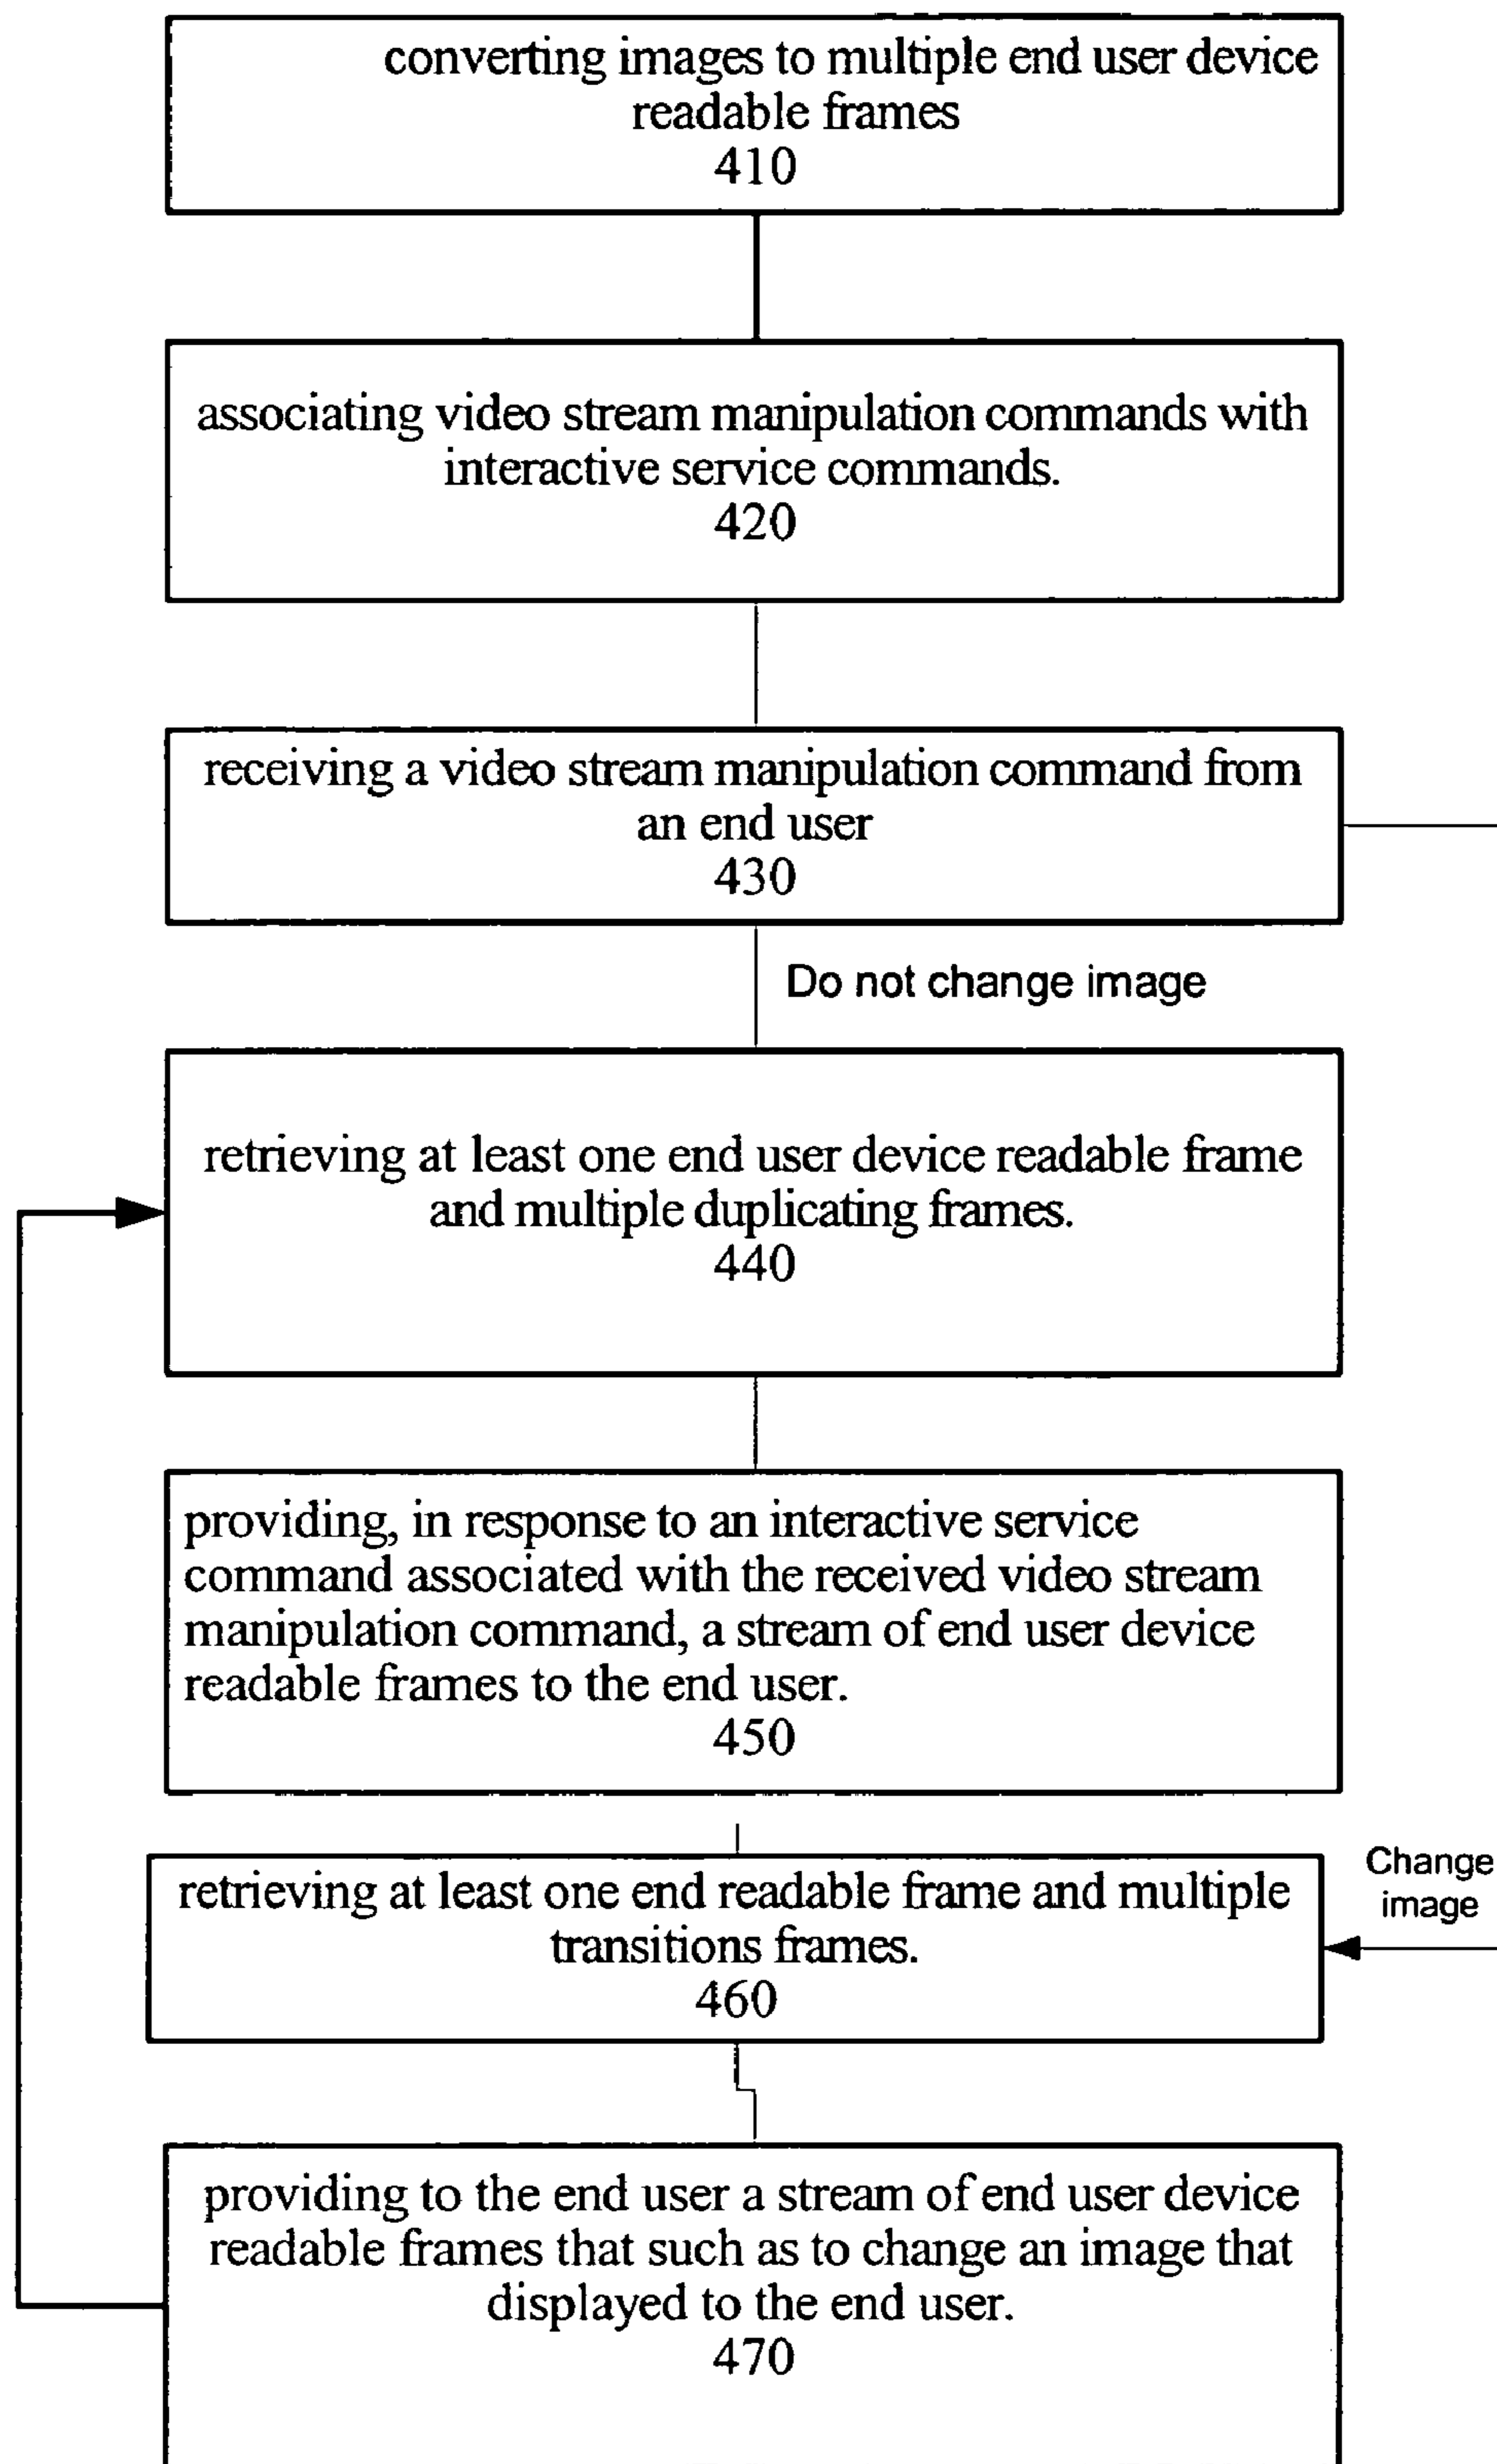 converting images to multiple end user device
readable frames
410
associating video stream manipulation commands with
interactive service commands.
420
receiving a video stream manipulation command from
an end user
430
Do not change image
retrieving at least one end user device readable frame
and multiple duplicating frames.
440
providing, in response to an interactive service
command associated with the received video stream
manipulation command, a stream of end user device
readable frames to the end user.
450
Change
image
retrieving at least one end readable frame and multiple
transitions frames.
460
providing to the end user a stream of end user device
readable frames that such as to change an image that
displayed to the end user.
470